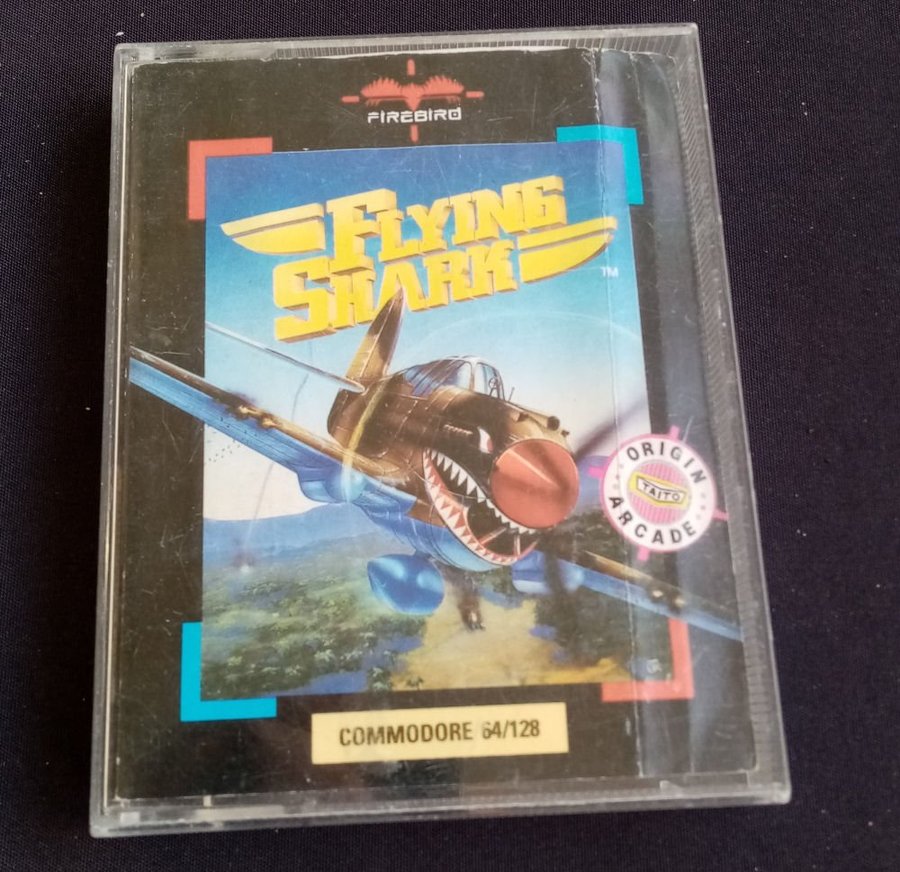 FIREBIRD
FLYING
SHARK
TM
ORIGIN
TAITO
ARCADE
COMMODORE 64/128